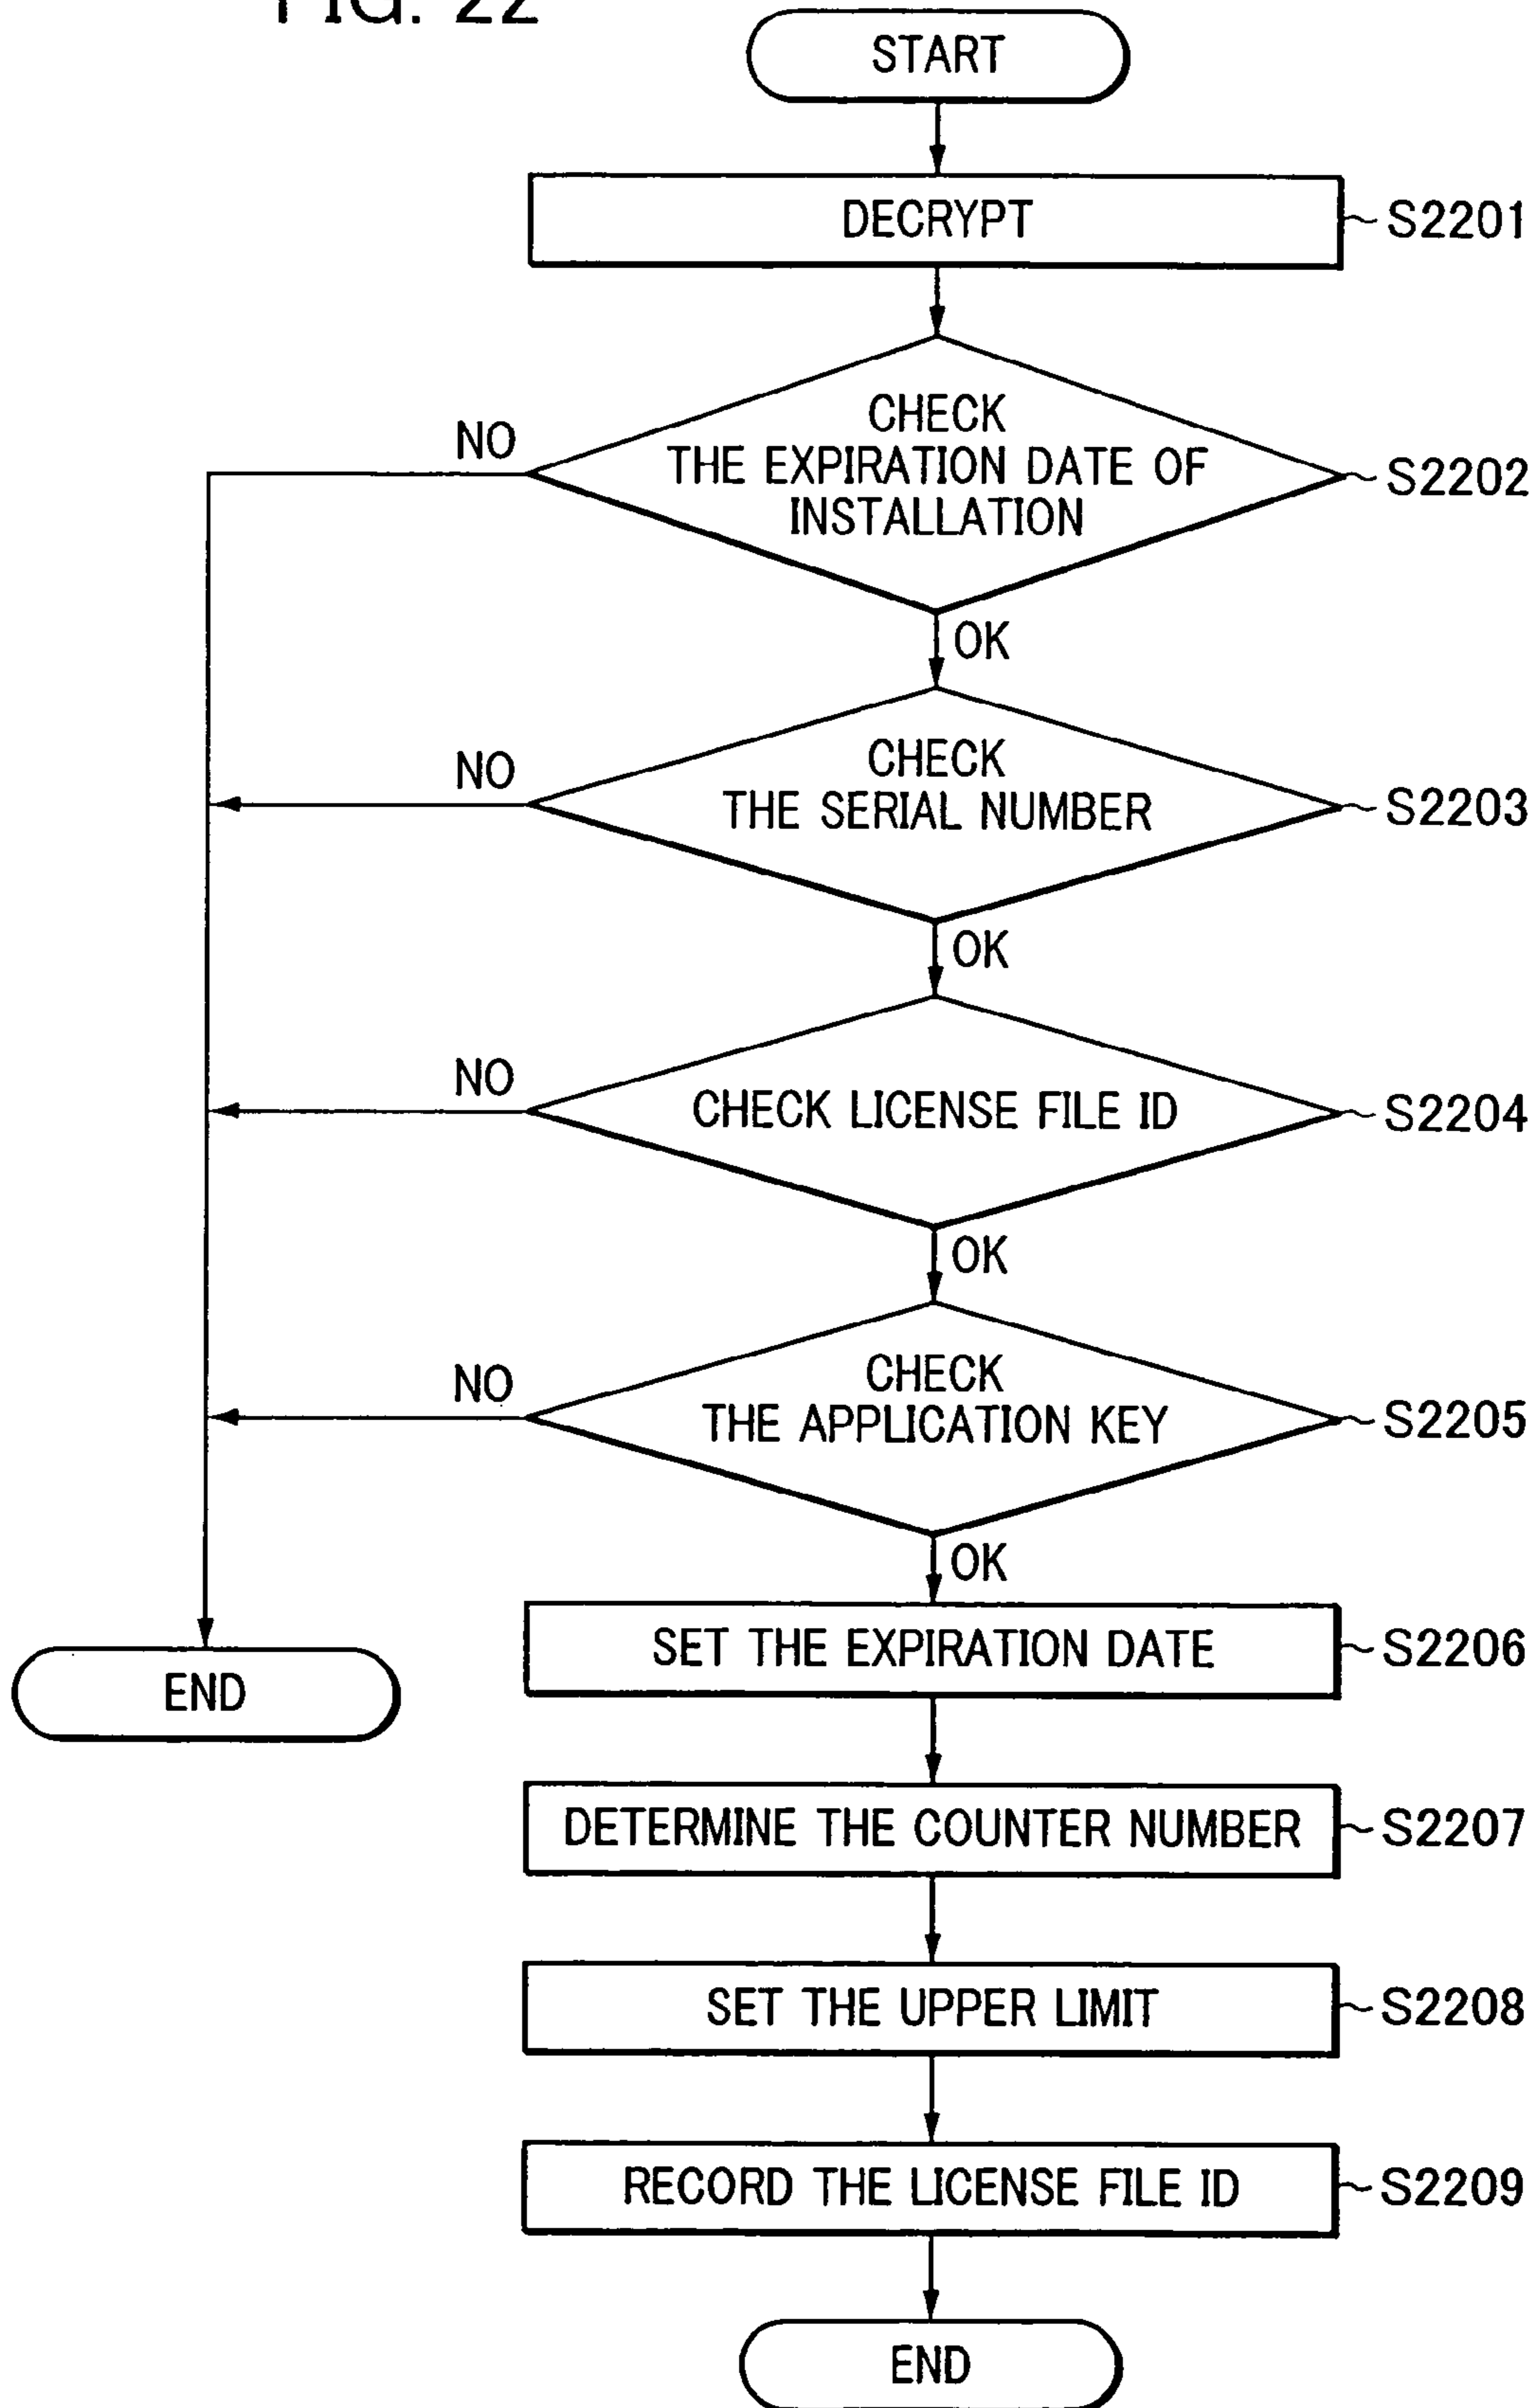 FIG. 22
START
DECRYPT
S2201
CHECK
THE EXPIRATION DATE OF
INSTALLATION
NO
S2202
OK
CHECK
THE SERIAL NUMBER
NO
S2203
OK
CHECK LICENSE FILE ID
NO
S2204
OK
CHECK
THE APPLICATION KEY
NO
S2205
OK
SET THE EXPIRATION DATE
S2206
END
DETERMINE THE COUNTER NUMBER
S2207
SET THE UPPER LIMIT
S2208
RECORD THE LICENSE FILE ID
S2209
END